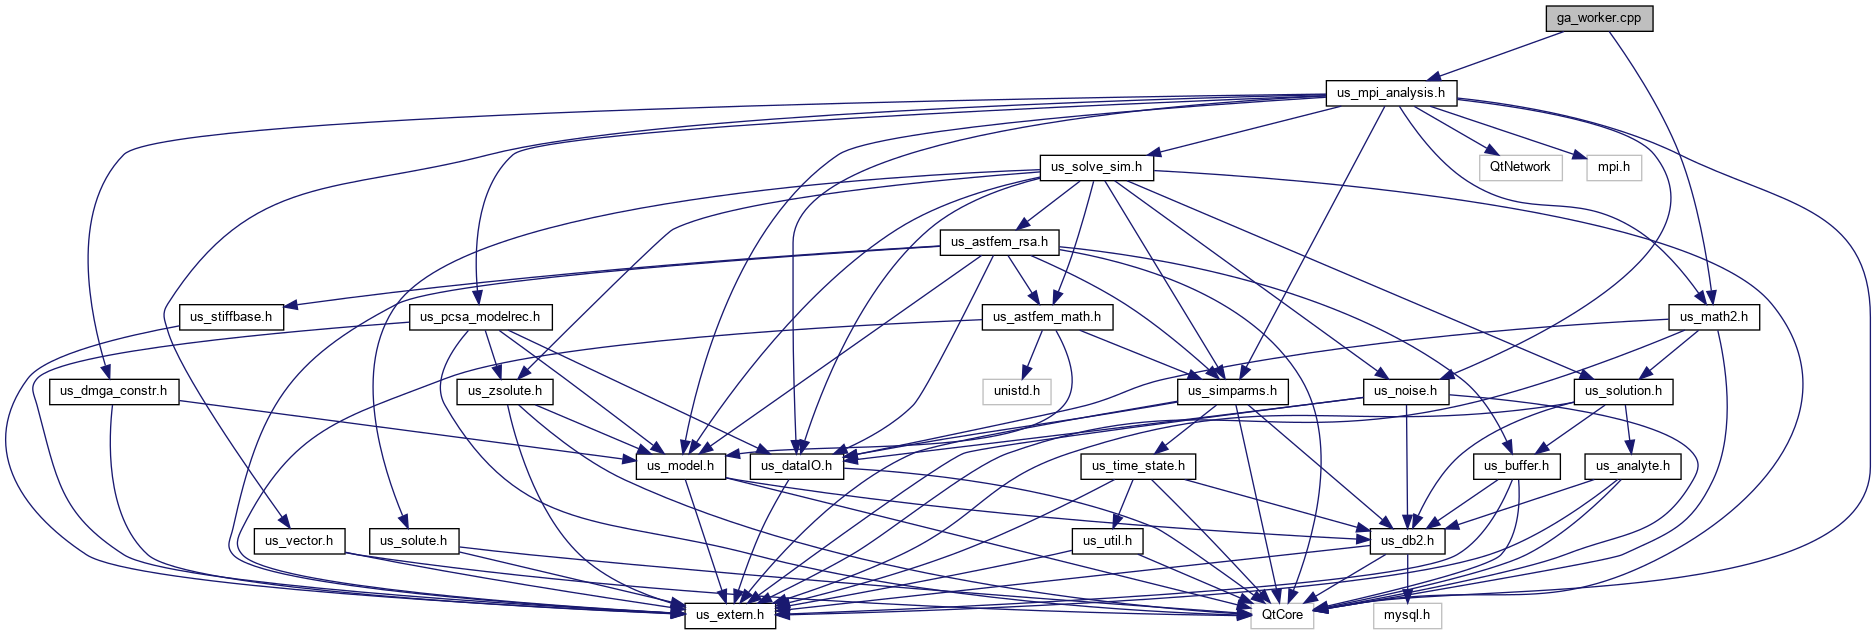 ga_worker.cpp
us_mpi_analysis.h
us_solve_sim.h
QtNetwork
mpi.h
us_astfem_rsa.h
us_stiffbase.h
us_pcsa_modelrec.h
us_astfem_math.h
us_math2.h
us_dmga_constr.h
us_zsolute.h
unistd.h
us_simparms.h
us_noise.h
us_solution.h
us_model.h
us_dataIO.h
us_time_state.h
us_buffer.h
us_analyte.h
us_vector.h
us_solute.h
us_util.h
us_db2.h
us_extern.h
QtCore
mysql.h